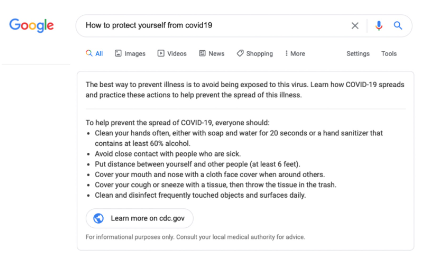 Google
How to protect yourself from covid19
All Images Videos News Shopping More Settings Tools
The best way to prevent illness is to avoid being exposed to this virus. Learn how COVID-19 spreads
and practice these actions to help prevent the spread of this illness.
To help prevent the spread of COVID-19, everyone should:
• Clean your hands often, either with soap and water for 20 seconds or a hand sanitizer that
contains at least 60% alcohol.
• Avoid close contact with people who are sick.
• Put distance between yourself and other people (at least 6 feet).
• Cover your mouth and nose with a cloth face cover when around others.
• Cover your cough or sneeze with a tissue, then throw the tissue in the trash.
• Clean and disinfect frequently touched objects and surfaces daily.
Learn more on cdc.gov
For informational purposes only. Consult your local medical authority for advice.